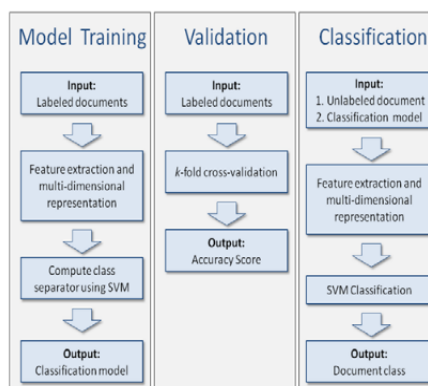 Model Training
Input:
Labeled documents
Feature extraction and
multi-dimensional
representation
Compute class
separator using SVM
Output:
Classification model
Validation
Input:
Labeled documents
k-fold cross-validation
Output:
Accuracy Score
Classification
Input:
1. Unlabeled document
2. Classification model
Feature extraction and
multi-dimensional
representation
SVM Classification
Output:
Document class